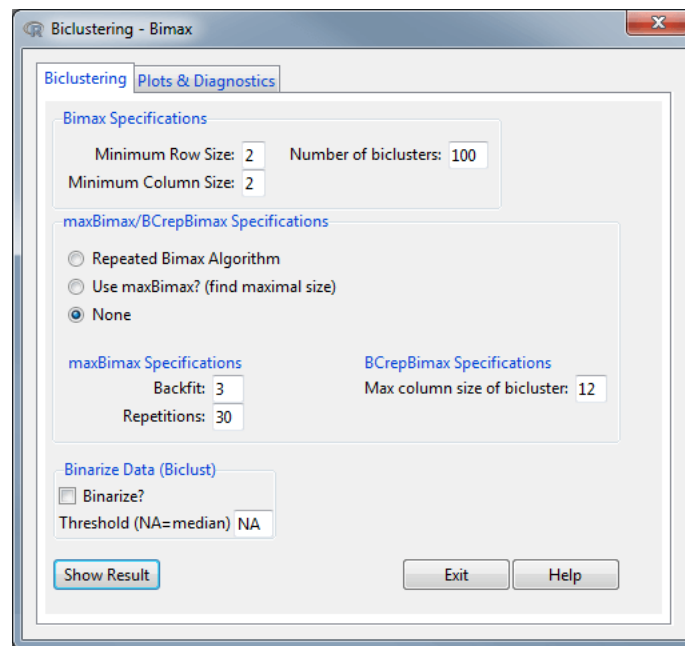 Biclustering - Bimax
Biclustering Plots & Diagnostics
Bimax Specifications
Minimum Row Size: 2 Number of biclusters: 100
Minimum Column Size: 2
maxBimax/BCrepBimax Specifications
Repeated Bimax Algorithm
Use maxBimax? (find maximal size)
None
maxBimax Specifications BCrepBimax Specifications
Backfit: 3 Max column size of bicluster: 12
Repetitions: 30
Binarize Data (Biclust)
Binarize?
Threshold (NA=median) NA
Show Result Exit Help